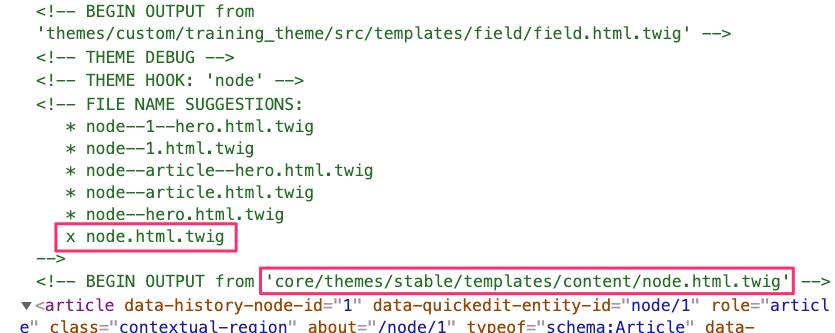 <!-- BEGIN OUTPUT from
'themes/custom/training_theme/src/templates/field/field.html.twig' -->
<!-- THEME DEBUG -->
<!-- THEME HOOK: 'node' -->
<!-- FILE NAME SUGGESTIONS:
* node--1--hero.html.twig
* node--1.html.twig
* node--article--hero.html.twig
* node--article.html.twig
* node--hero.html.twig
x node.html.twig
-->
<!-- BEGIN OUTPUT from 'core/themes/stable/templates/content/node.html.twig' -->
▼<article data-history-node-id="1" data-quickedit-entity-id="node/1" role="articl
e" class="contextual-region" about="/node/1" typeof="schema:Article" data-